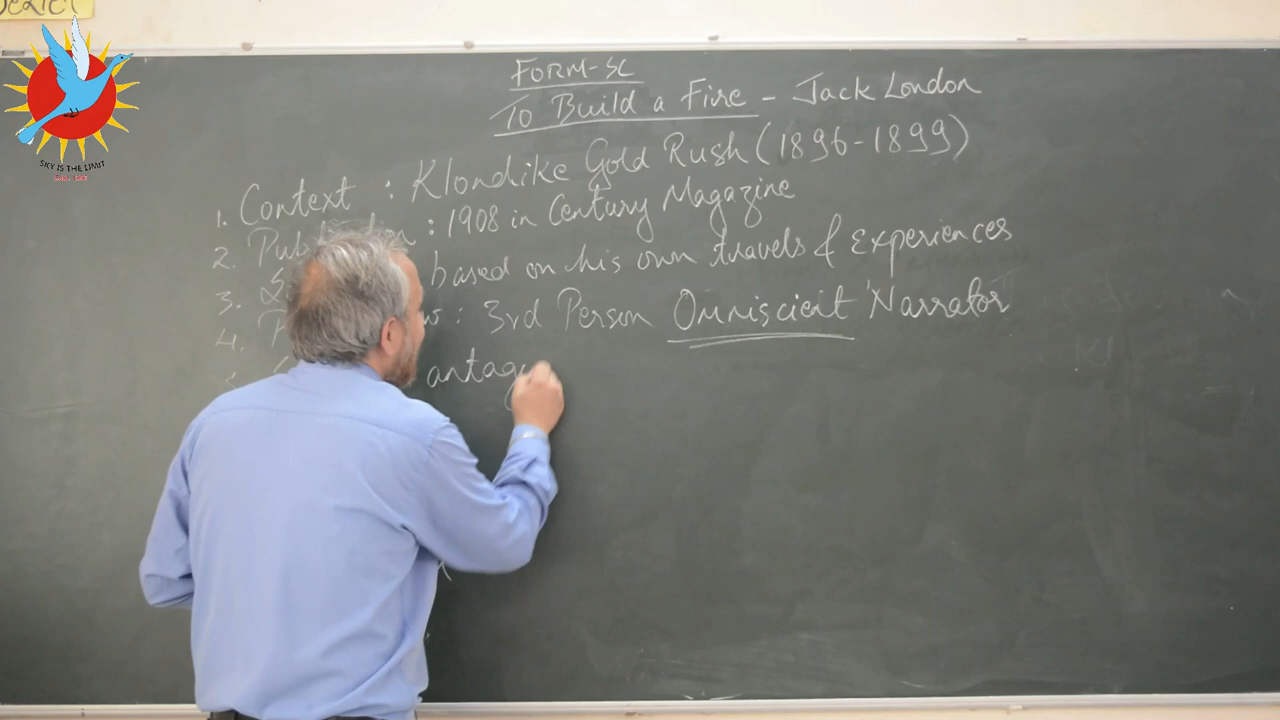 FORM-SC
To Build a Fire - Jack London
1. Context : Klondike Gold Rush (1896-1899)
2. : 1908 in Century Magazine
3. based on his own travels & experiences
4. : 3rd Person Omniscient Narrator
antag
SKY IS THE LIMIT